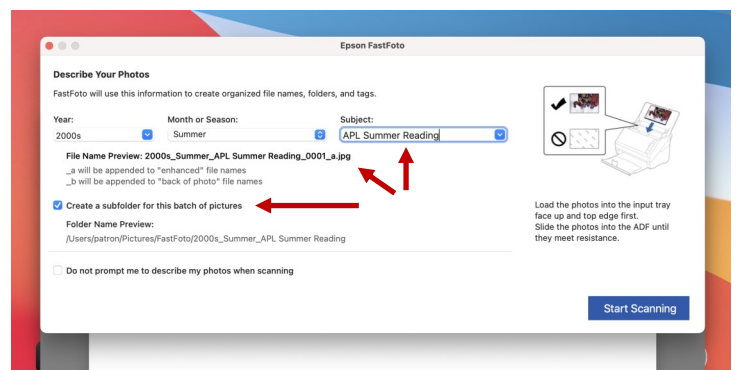 Epson FastFoto
Describe Your Photos
FastFoto will use this information to create organized file names, folders, and tags.
Year: Month or Season: Subject:
2000s Summer APL Summer Reading
File Name Preview: 2000s_Summer_APL Summer Reading_0001_a.jpg
_a will be appended to "enhanced" file names
_b will be appended to "back of photo" file names
Create a subfolder for this batch of pictures
Folder Name Preview:
/Users/patron/Pictures/FastFoto/2000s_Summer_APL Summer Reading
Do not prompt me to describe my photos when scanning
Load the photos into the input tray
face up and top edge first.
Slide the photos into the ADF until
they meet resistance.
Start Scanning